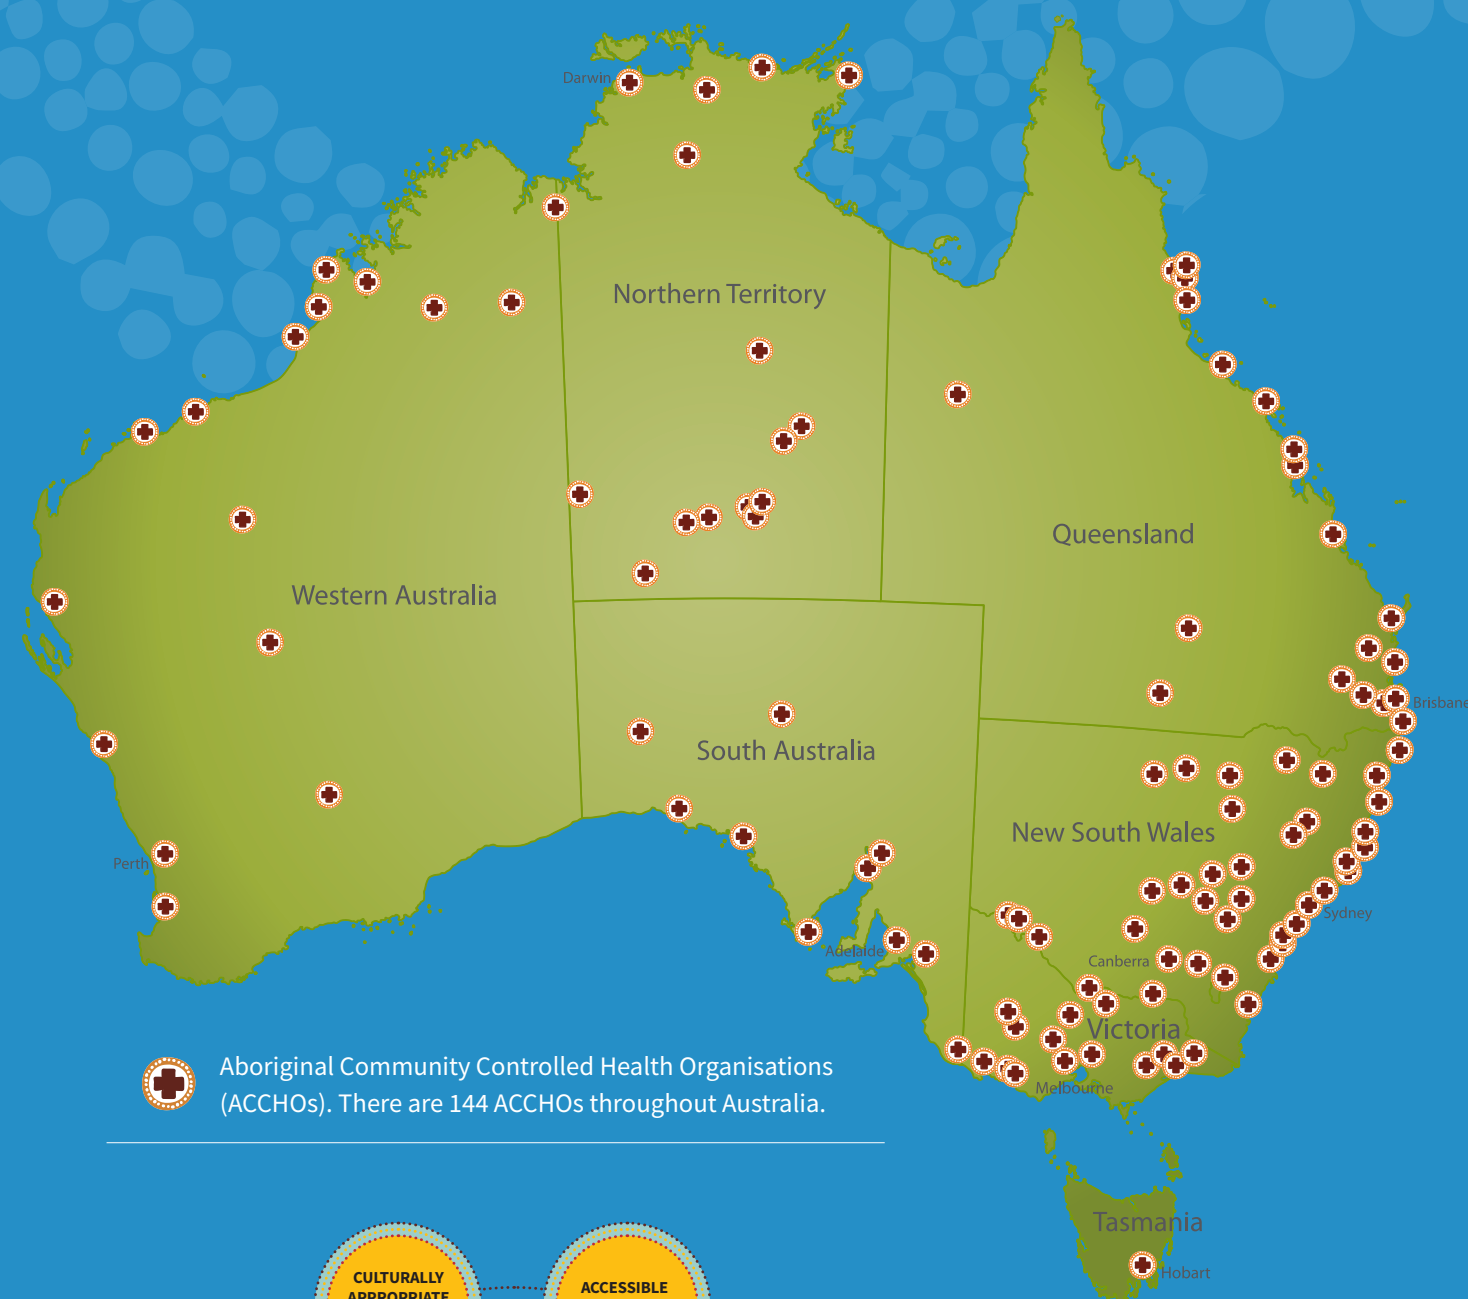 Darwin
Northern Territory
Queensland
Western Australia
Brisbane
South Australia
New South Wales
Perth
Sydney
Adelaide
Canberra
Victoria
Melbourne
Aboriginal Community Controlled Health Organisations
(ACCHOs). There are 144 ACCHOs throughout Australia.
Tasmania
Hobart
CULTURALLY
APPROPRIATE
ACCESSIBLE